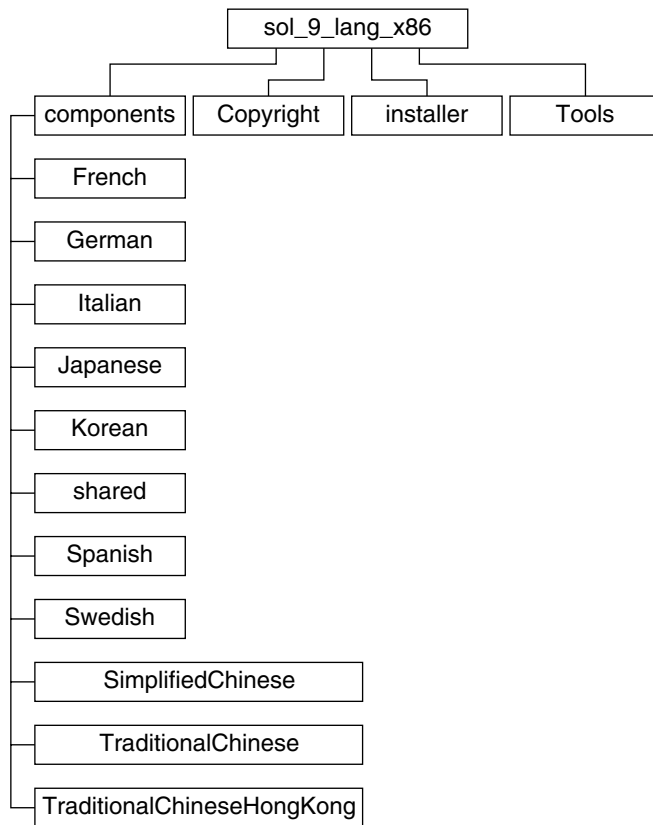 sol_9_lang_x86
components
Copyright
installer
Tools
French
German
Italian
Japanese
Korean
shared
Spanish
Swedish
SimplifiedChinese
TraditionalChinese
TraditionalChineseHongKong